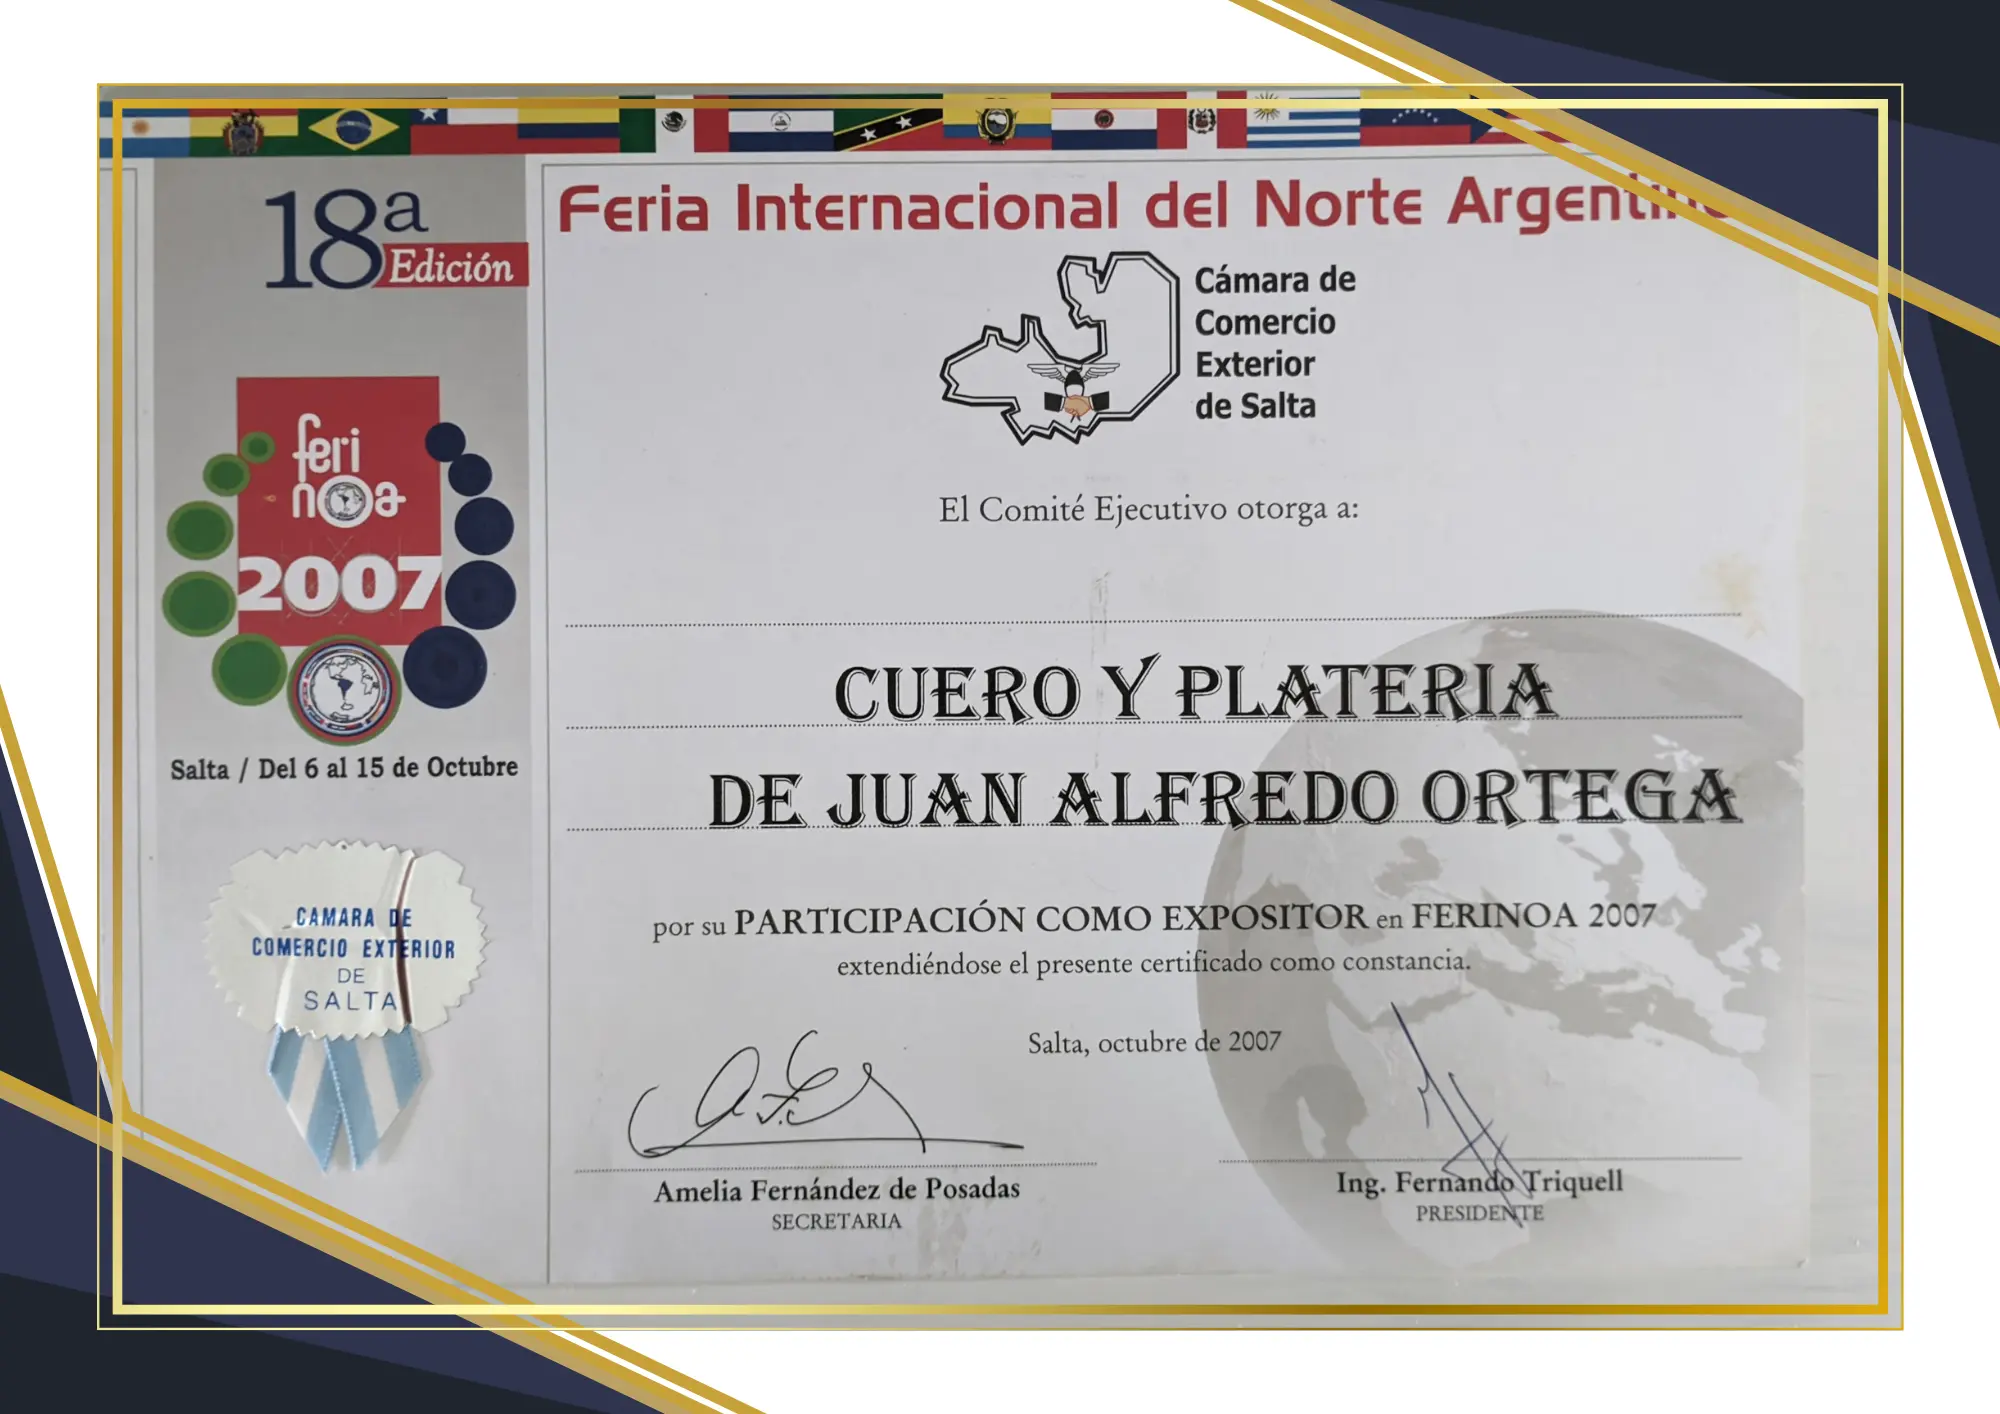 18a
Edición
feri
noa
2007
Salta / Del 6 al 15 de Octubre
CAMARA DE
COMERCIO EXTERIOR
DE
SALTA
Feria Internacional del Norte Argentino
Cámara de
Comercio
Exterior
de Salta
El Comité Ejecutivo otorga a:
CUERO Y PLATERIA
DE JUAN ALFREDO ORTEGA
por su PARTICIPACIÓN COMO EXPOSITOR en FERINOA 2007
extendiéndose el presente certificado como constancia.
Salta, octubre de 2007
Amelia Fernández de Posadas
SECRETARIA
Ing. Fernando Triquell
PRESIDENTE